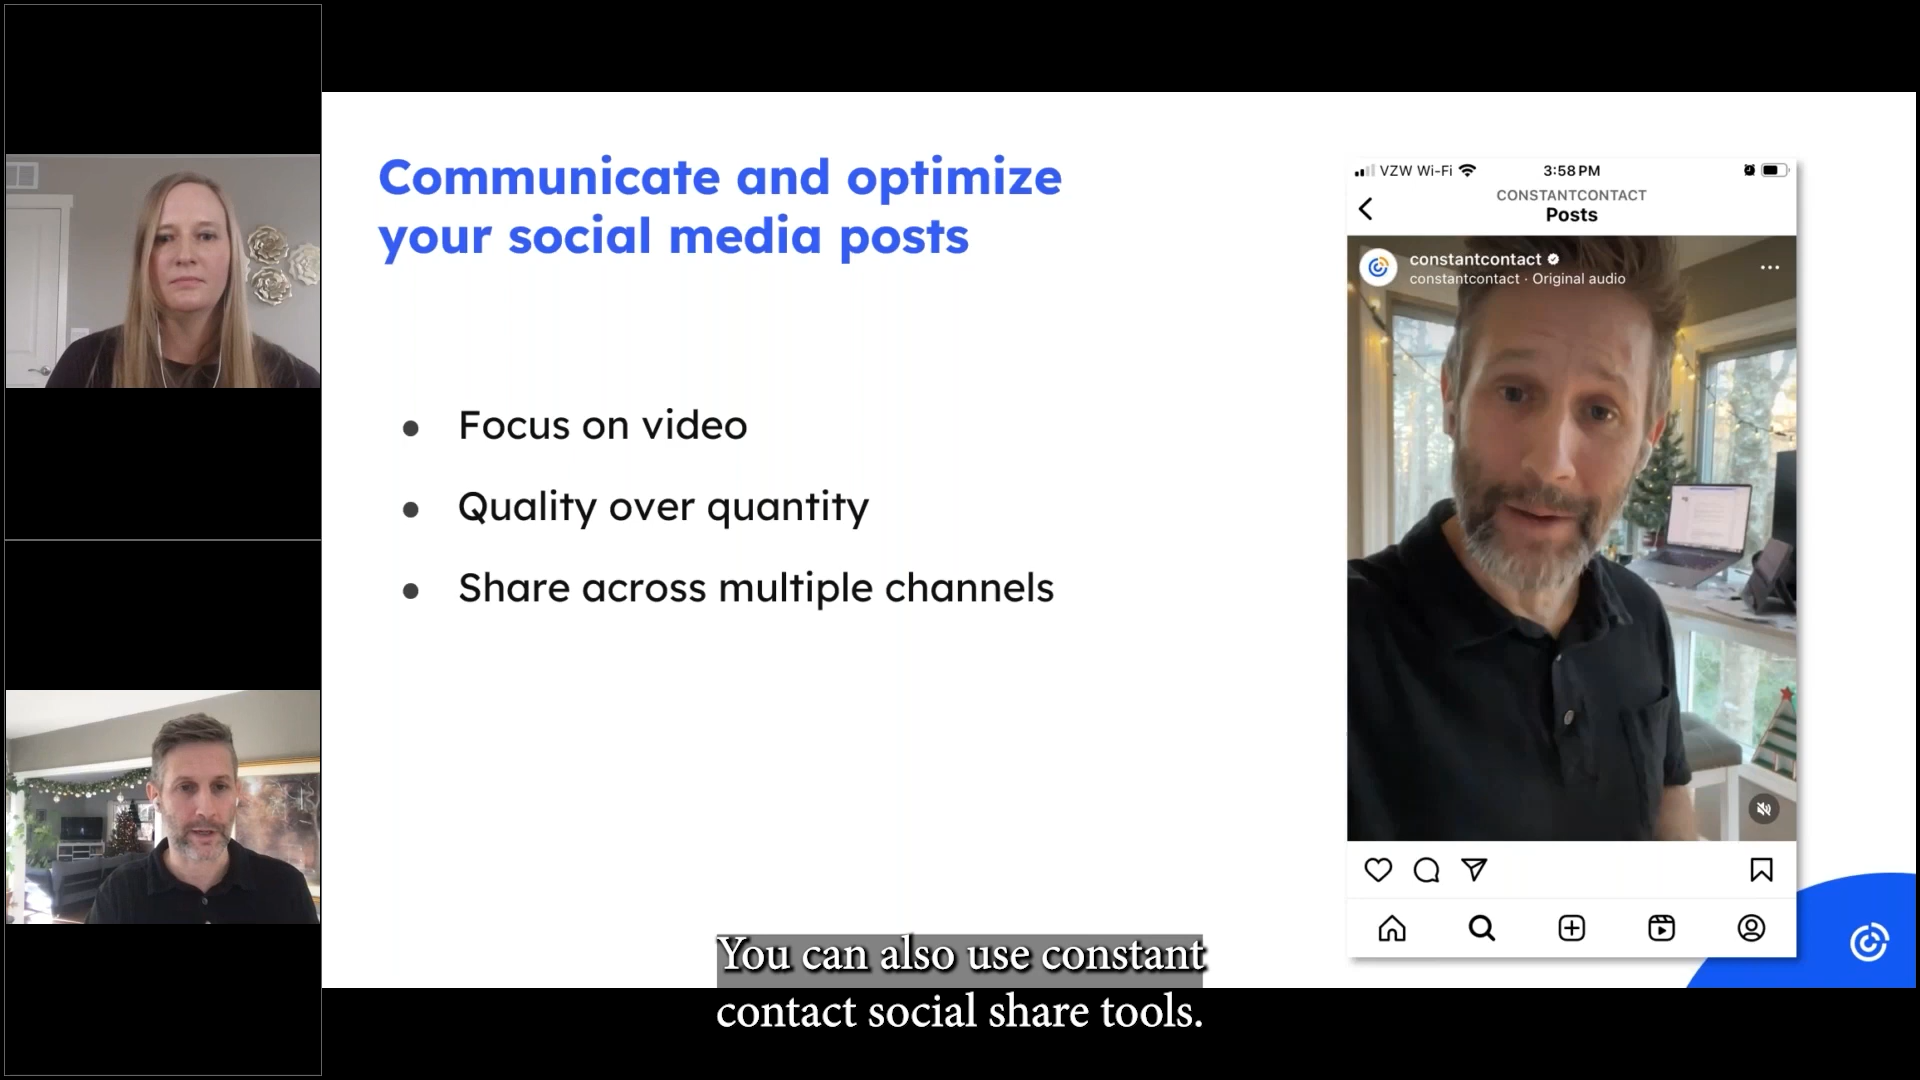 Communicate and optimize
your social media posts
● Focus on video
● Quality over quantity
● Share across multiple channels
VZW Wi-Fi 3:58 PM
CONSTANTCONTACT
Posts
constantcontact
constantcontact · Original audio
You can also use constant
contact social share tools.